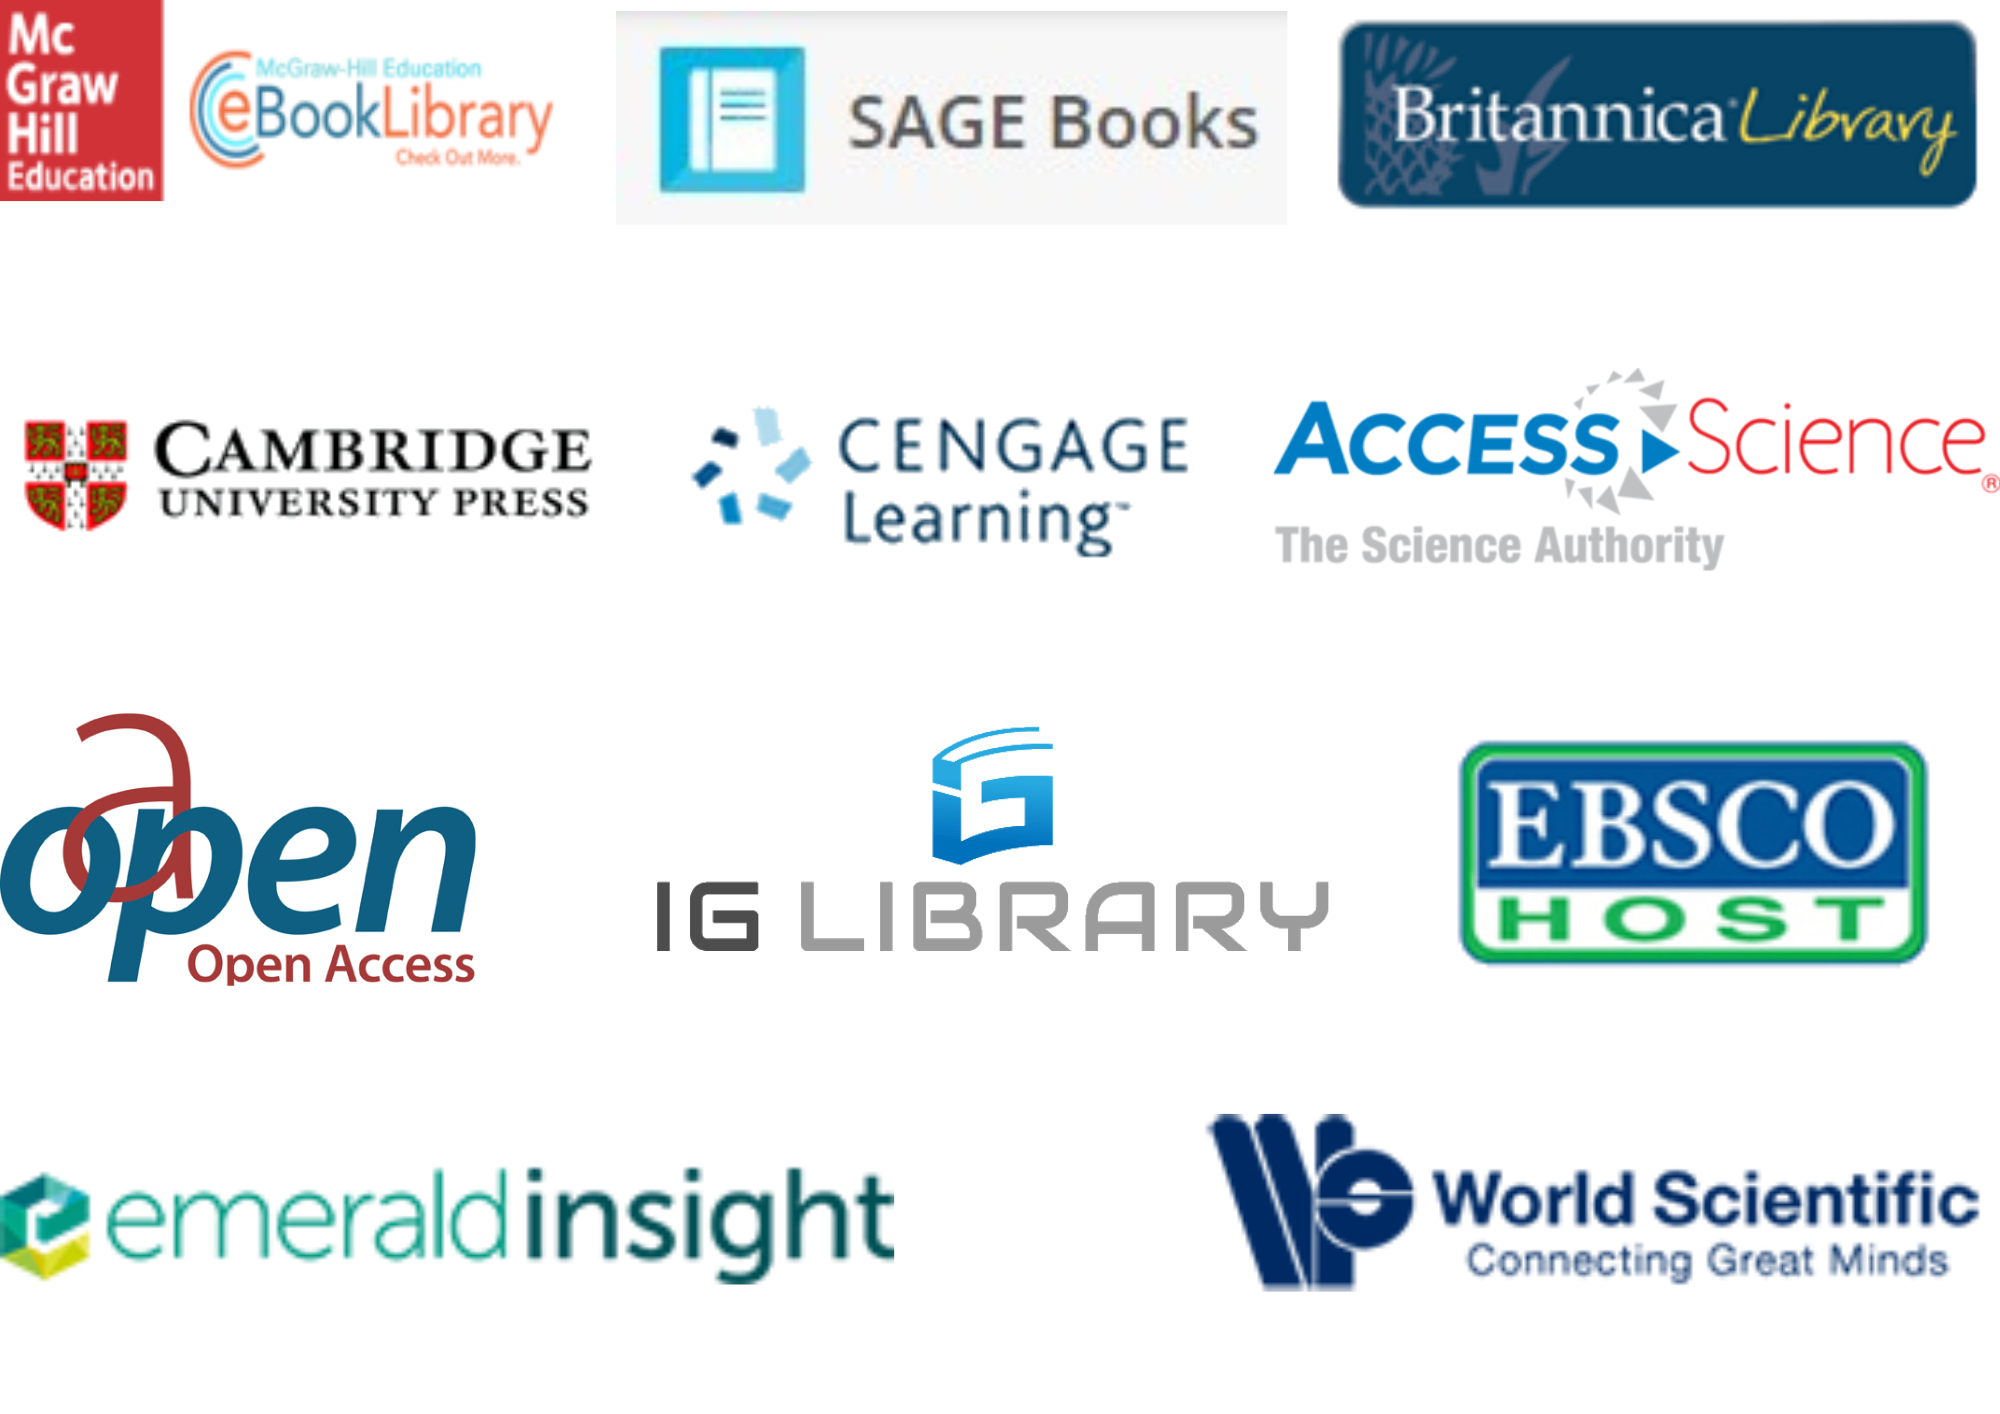 Mc
Graw
Hill
Education
McGraw-Hill Education
eBookLibrary
Check Out More.
SAGE Books
Britannica Library
CAMBRIDGE
UNIVERSITY PRESS
CENGAGE
Learning™
ACCESS Science®
The Science Authority
oapen
Open Access
IG LIBRARY
EBSCO
HOST
emeraldinsight
World Scientific
Connecting Great Minds